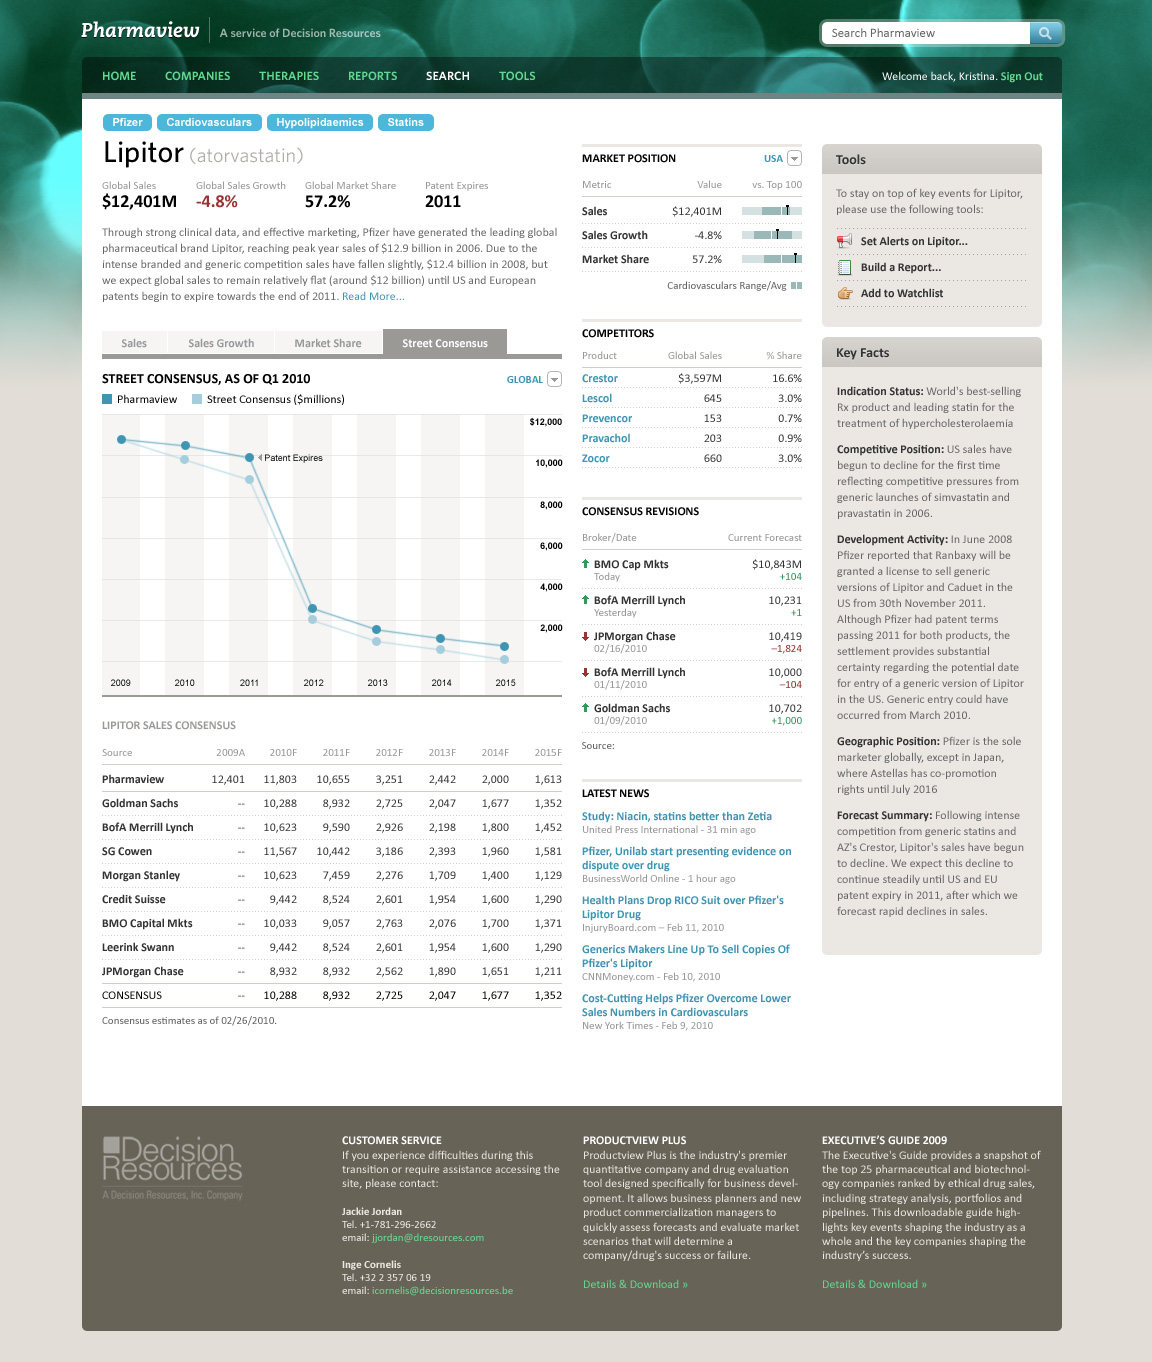 Pharmaview
A service of Decision Resources
Search Pharmaview
HOME COMPANIES THERAPIES REPORTS SEARCH TOOLS
Welcome back, Kristina. Sign Out
Pfizer Cardiovasculars Hypolipidaemics Statins
Lipitor (atorvastatin)
Global Sales Global Sales Growth Global Market Share Patent Expires
$12,401M -4.8% 57.2% 2011
Through strong clinical data, and effective marketing, Pfizer have generated the leading global
pharmaceutical brand Lipitor, reaching peak year sales of $12.9 billion in 2006. Due to the
intense branded and generic competition sales have fallen slightly, $12.4 billion in 2008, but
we expect global sales to remain relatively flat (around $12 billion) until US and European
patents begin to expire towards the end of 2011. Read More...
Sales Sales Growth Market Share Street Consensus
STREET CONSENSUS, AS OF Q1 2010
GLOBAL
Pharmaview Street Consensus ($millions)
$12,000
10,000
8,000
6,000
4,000
2,000
Patent Expires
2009 2010 2011 2012 2013 2014 2015
LIPITOR SALES CONSENSUS
Source 2009A 2010F 2011F 2012F 2013F 2014F 2015F
Pharmaview 12,401 11,803 10,655 3,251 2,442 2,000 1,613
Goldman Sachs -- 10,288 8,932 2,725 2,047 1,677 1,352
BofA Merrill Lynch -- 10,623 9,590 2,926 2,198 1,800 1,452
SG Cowen -- 11,567 10,442 3,186 2,393 1,960 1,581
Morgan Stanley -- 10,623 7,459 2,276 1,709 1,400 1,129
Credit Suisse -- 9,442 8,524 2,601 1,954 1,600 1,290
BMO Capital Mkts -- 10,033 9,057 2,763 2,076 1,700 1,371
Leerink Swann -- 9,442 8,524 2,601 1,954 1,600 1,290
JPMorgan Chase -- 8,932 8,932 2,562 1,890 1,651 1,211
CONSENSUS -- 10,288 8,932 2,725 2,047 1,677 1,352
Consensus estimates as of 02/26/2010.
MARKET POSITION
USA
Metric Value vs. Top 100
Sales $12,401M
Sales Growth -4.8%
Market Share 57.2%
Cardiovasculars Range/Avg
COMPETITORS
Product Global Sales % Share
Crestor $3,597M 16.6%
Lescol 645 3.0%
Prevencor 153 0.7%
Pravachol 203 0.9%
Zocor 660 3.0%
CONSENSUS REVISIONS
Broker/Date Current Forecast
BMO Cap Mkts $10,843M
Today +104
BofA Merrill Lynch 10,231
Yesterday +1
JPMorgan Chase 10,419
02/16/2010 –1,824
BofA Merrill Lynch 10,000
01/11/2010 –104
Goldman Sachs 10,702
01/09/2010 +1,000
Source:
LATEST NEWS
Study: Niacin, statins better than Zetia
United Press International - 31 min ago
Pfizer, Unilab start presenting evidence on
dispute over drug
BusinessWorld Online - 1 hour ago
Health Plans Drop RICO Suit over Pfizer's
Lipitor Drug
InjuryBoard.com – Feb 11, 2010
Generics Makers Line Up To Sell Copies Of
Pfizer's Lipitor
CNNMoney.com - Feb 10, 2010
Cost-Cutting Helps Pfizer Overcome Lower
Sales Numbers in Cardiovasculars
New York Times - Feb 9, 2010
Tools
To stay on top of key events for Lipitor,
please use the following tools:
Set Alerts on Lipitor...
Build a Report...
Add to Watchlist
Key Facts
Indication Status: World's best-selling
Rx product and leading statin for the
treatment of hypercholesterolaemia
Competitive Position: US sales have
begun to decline for the first time
reflecting competitive pressures from
generic launches of simvastatin and
pravastatin in 2006.
Development Activity: In June 2008
Pfizer reported that Ranbaxy will be
granted a license to sell generic
versions of Lipitor and Caduet in the
US from 30th November 2011.
Although Pfizer had patent terms
passing 2011 for both products, the
settlement provides substantial
certainty regarding the potential date
for entry of a generic version of Lipitor
in the US. Generic entry could have
occurred from March 2010.
Geographic Position: Pfizer is the sole
marketer globally, except in Japan,
where Astellas has co-promotion
rights until July 2016
Forecast Summary: Following intense
competition from generic statins and
AZ's Crestor, Lipitor's sales have begun
to decline. We expect this decline to
continue steadily until US and EU
patent expiry in 2011, after which we
forecast rapid declines in sales.
Decision
Resources
A Decision Resources, Inc. Company
CUSTOMER SERVICE
If you experience difficulties during this
transition or require assistance accessing the
site, please contact:
Jackie Jordan
Tel. +1-781-296-2662
email: jjordan@dresources.com
Inge Cornelis
Tel. +32 2 357 06 19
email: icornelis@decisionresources.be
PRODUCTVIEW PLUS
Productview Plus is the industry's premier
quantitative company and drug evaluation
tool designed specifically for business devel-
opment. It allows business planners and new
product commercialization managers to
quickly assess forecasts and evaluate market
scenarios that will determine a
company/drug's success or failure.
Details & Download »
EXECUTIVE'S GUIDE 2009
The Executive's Guide provides a snapshot of
the top 25 pharmaceutical and biotechnol-
ogy companies ranked by ethical drug sales,
including strategy analysis, portfolios and
pipelines. This downloadable guide high-
lights key events shaping the industry as a
whole and the key companies shaping the
industry's success.
Details & Download »